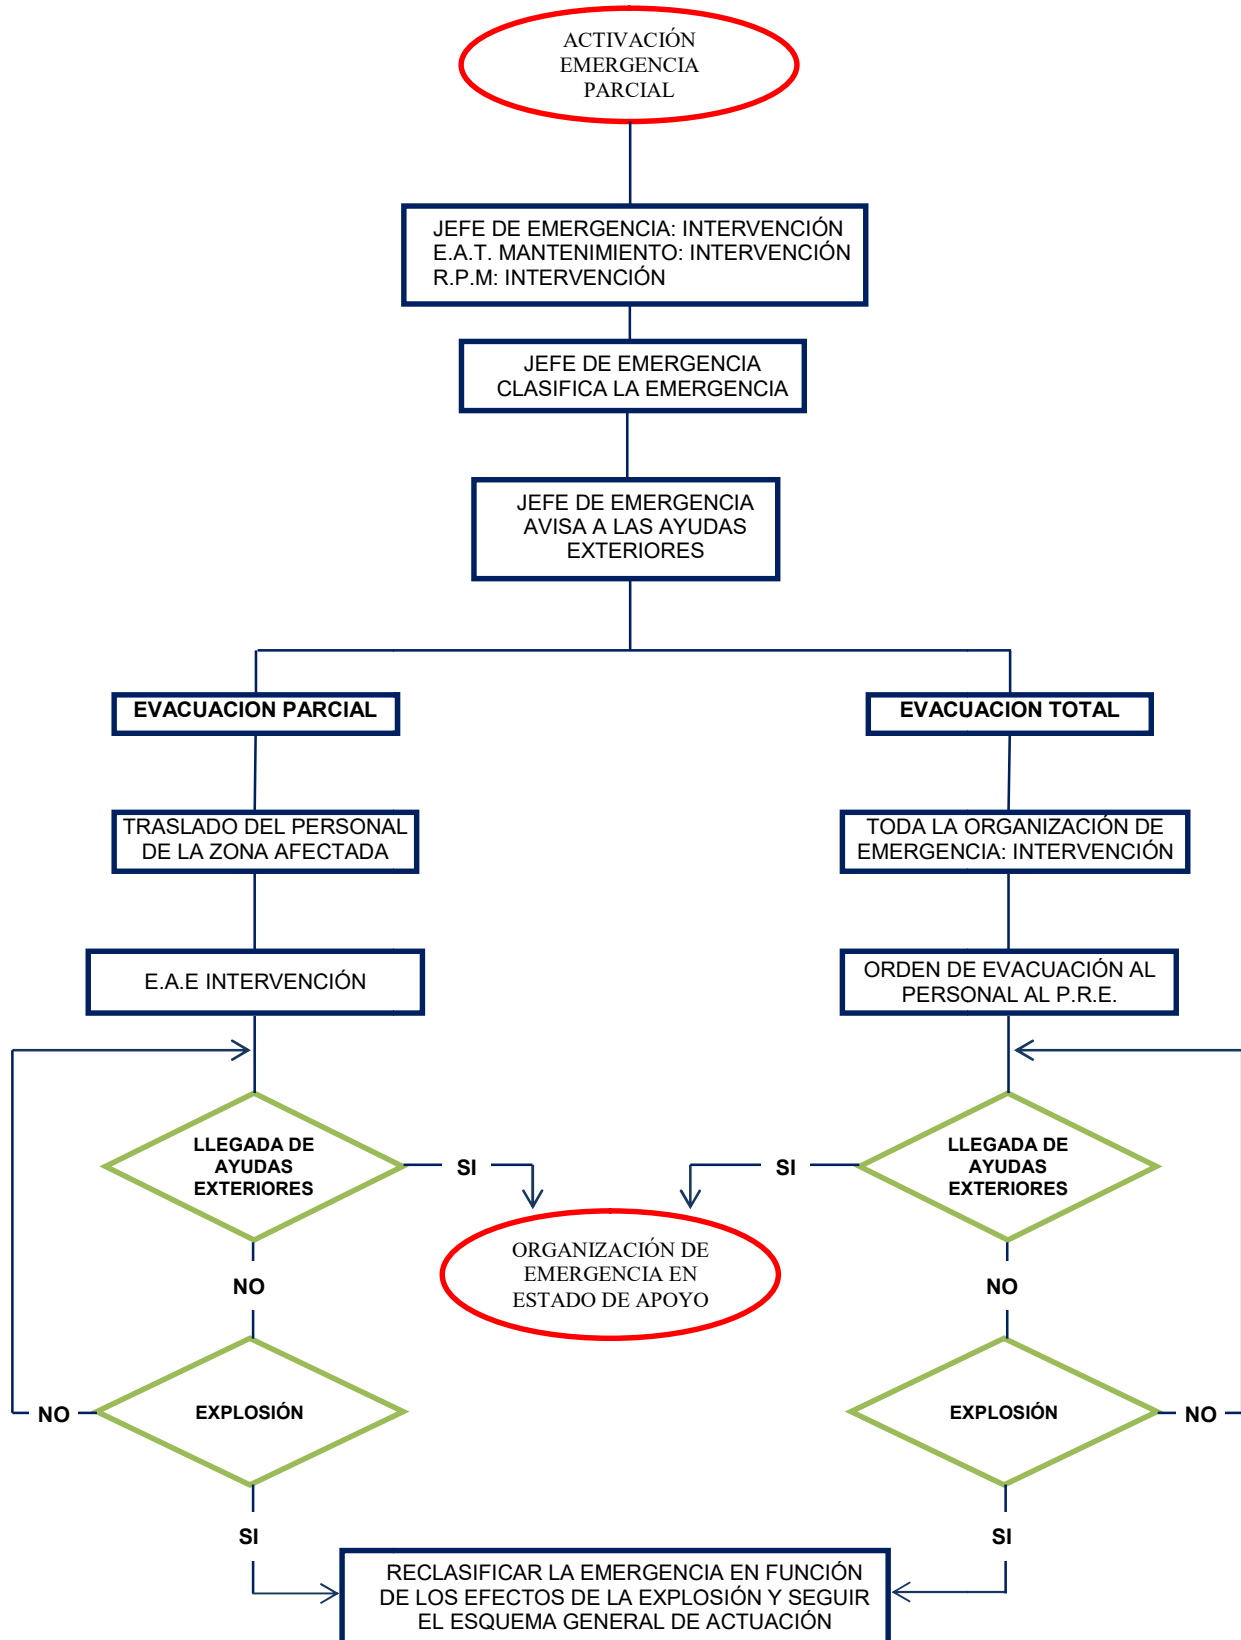 ACTIVACIÓN
EMERGENCIA
PARCIAL
JEFE DE EMERGENCIA: INTERVENCIÓN
E.A.T. MANTENIMIENTO: INTERVENCIÓN
R.P.M: INTERVENCIÓN
JEFE DE EMERGENCIA
CLASIFICA LA EMERGENCIA
JEFE DE EMERGENCIA
AVISA A LAS AYUDAS
EXTERIORES
EVACUACION PARCIAL
EVACUACION TOTAL
TRASLADO DEL PERSONAL
DE LA ZONA AFECTADA
TODA LA ORGANIZACIÓN DE
EMERGENCIA: INTERVENCIÓN
E.A.E INTERVENCIÓN
ORDEN DE EVACUACIÓN AL
PERSONAL AL P.R.E.
LLEGADA DE
AYUDAS
EXTERIORES
SI
SI
LLEGADA DE
AYUDAS
EXTERIORES
ORGANIZACIÓN DE
EMERGENCIA EN
ESTADO DE APOYO
NO
NO
NO
EXPLOSIÓN
EXPLOSIÓN
NO
SI
SI
RECLASIFICAR LA EMERGENCIA EN FUNCIÓN
DE LOS EFECTOS DE LA EXPLOSIÓN Y SEGUIR
EL ESQUEMA GENERAL DE ACTUACIÓN